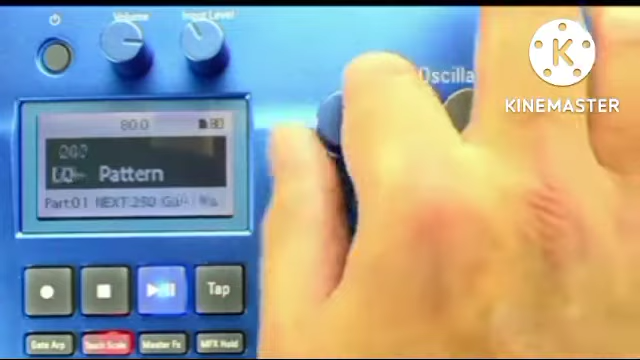 Volume
Input Level
Oscilla
K
KINEMASTER
80.0
Pattern
Part:01 NEXT:250
Tap
Gate Arp
Touch Scale
Master Fx
MFX Hold